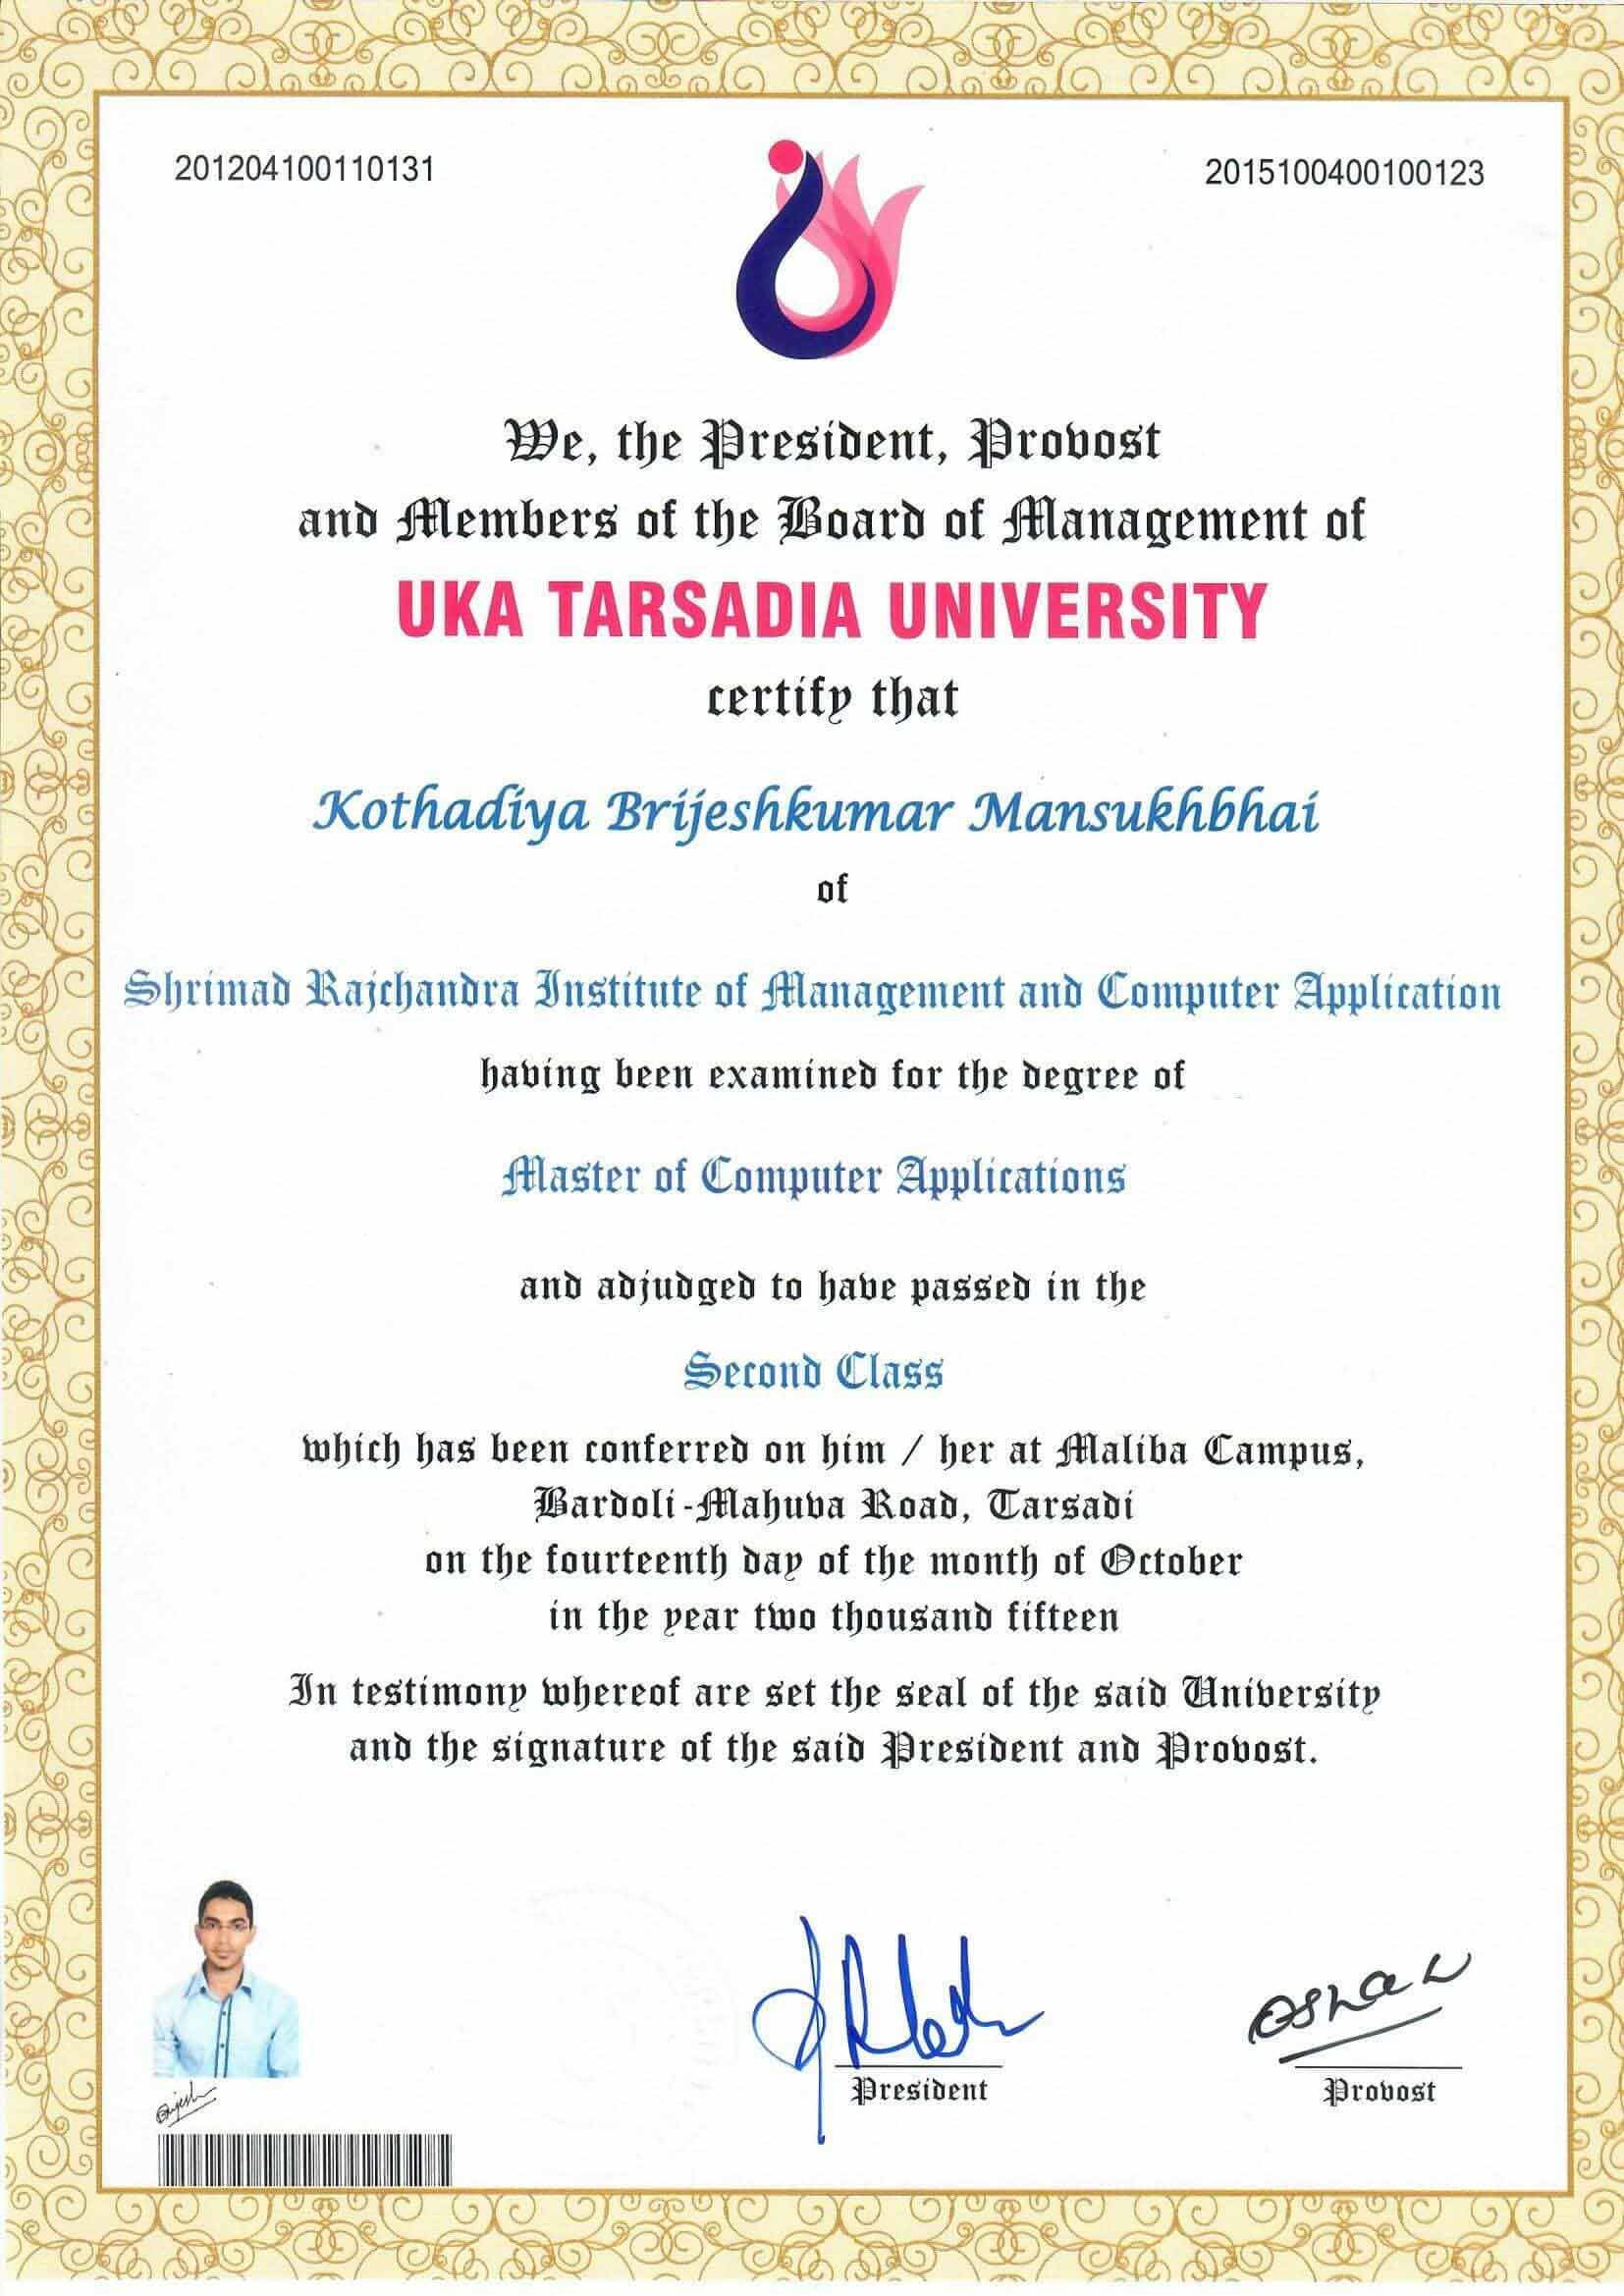 201204100110131
2015100400100123
We, the President, Provost
and Members of the Board of Management of
UKA TARSADIA UNIVERSITY
certify that
Kothadiya Brijeshkumar Mansukhbhai
of
Shrimad Rajchandra Institute of Management and Computer Application
having been examined for the degree of
Master of Computer Applications
and adjudged to have passed in the
Second Class
which has been conferred on him / her at Maliba Campus,
Bardoli-Mahuva Road, Tarsadi
on the fourteenth day of the month of October
in the year two thousand fifteen
In testimony whereof are set the seal of the said University
and the signature of the said President and Provost.
President
Provost